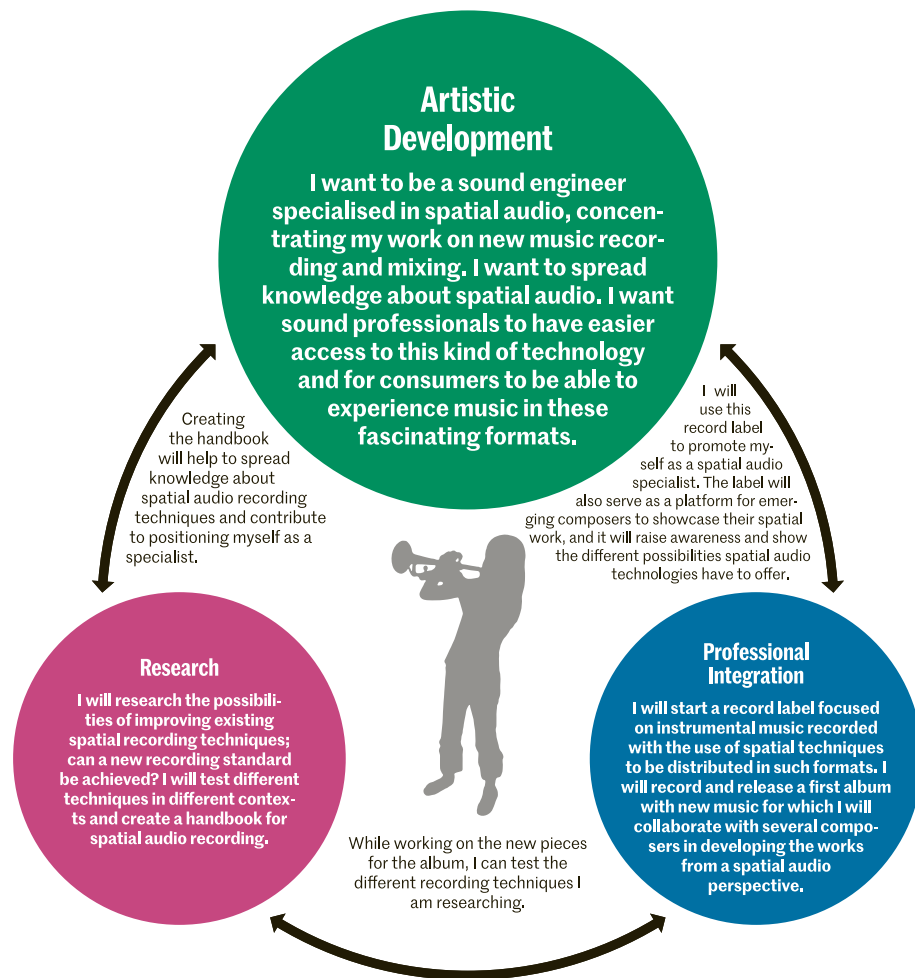 Artistic
Development
I want to be a sound engineer
specialised in spatial audio, concen-
trating my work on new music recor-
ding and mixing. I want to spread
knowledge about spatial audio. I want
sound professionals to have easier
access to this kind of technology
and for consumers to be able to
experience music in these
fascinating formats.
Creating
the handbook
will help to spread
knowledge about
spatial audio recording
techniques and contribute
to positioning myself as a
specialist.
I will
use this
record label
to promote my-
self as a spatial audio
specialist. The label will
also serve as a platform for emer-
ging composers to showcase their spatial
work, and it will raise awareness and show
the different possibilities spatial audio
technologies have to offer.
Research
I will research the possibili-
ties of improving existing
spatial recording techniques;
can a new recording standard
be achieved? I will test different
techniques in different contex-
ts and create a handbook for
spatial audio recording.
While working on the new pieces
for the album, I can test the
different recording techniques I
am researching.
Professional
Integration
I will start a record label focused
on instrumental music recorded
with the use of spatial techniques
to be distributed in such formats. I
will record and release a first album
with new music for which I will
collaborate with several compo-
sers in developing the works
from a spatial audio
perspective.